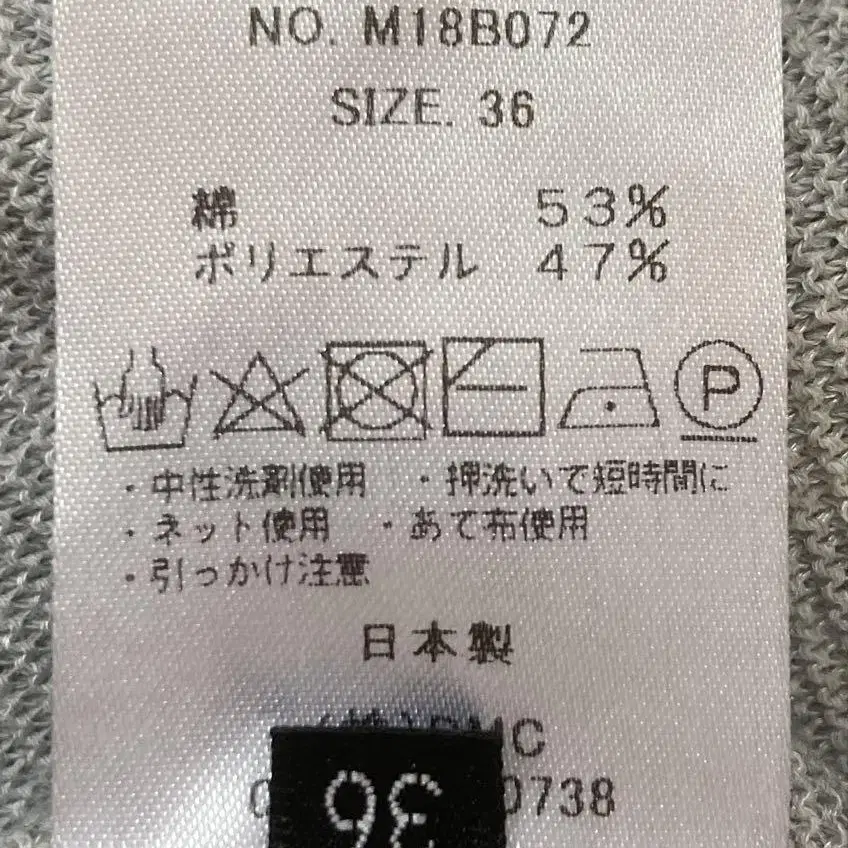 NO. M18B072
SIZE. 36
綿 53%
ポリエステル 47%
P
・中性洗剤使用 ・押洗いで短時間に
・ネット使用 ・あて布使用
・引っかけ注意
日本製
MC
0738
36